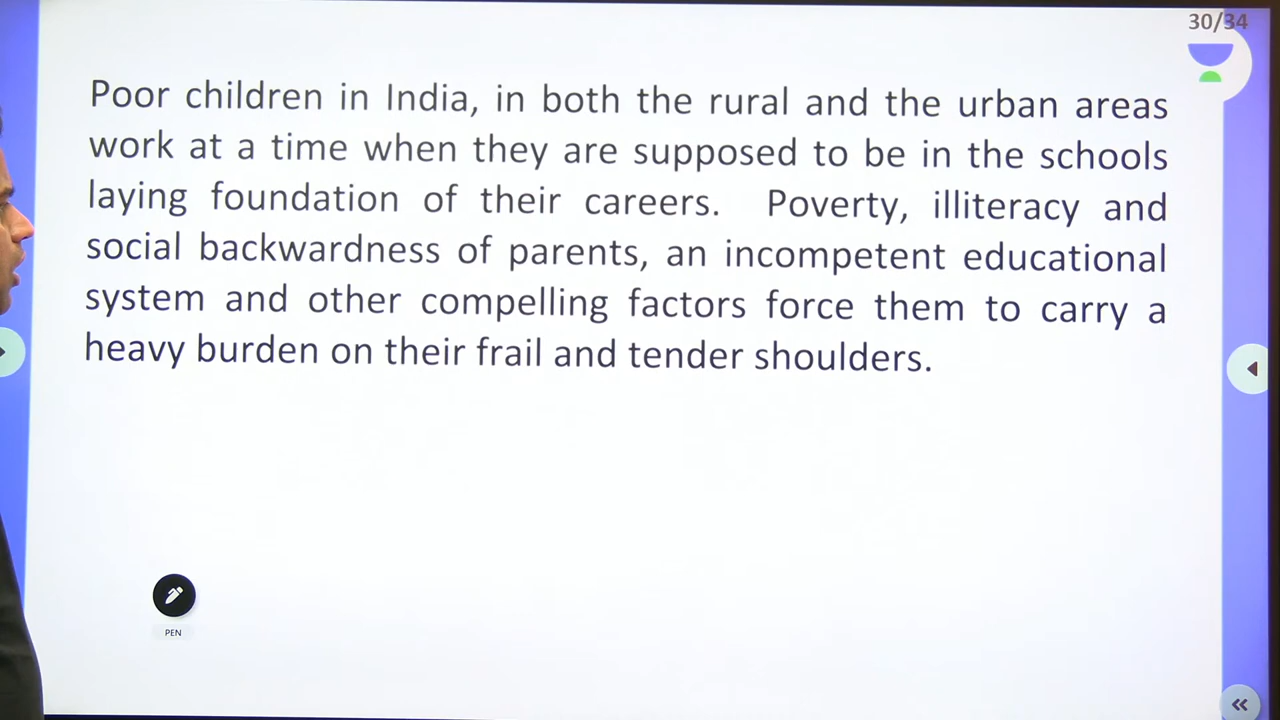 30/34
Poor children in India, in both the rural and the urban areas
work at a time when they are supposed to be in the schools
laying foundation of their careers. Poverty, illiteracy and
social backwardness of parents, an incompetent educational
system and other compelling factors force them to carry a
heavy burden on their frail and tender shoulders.
PEN